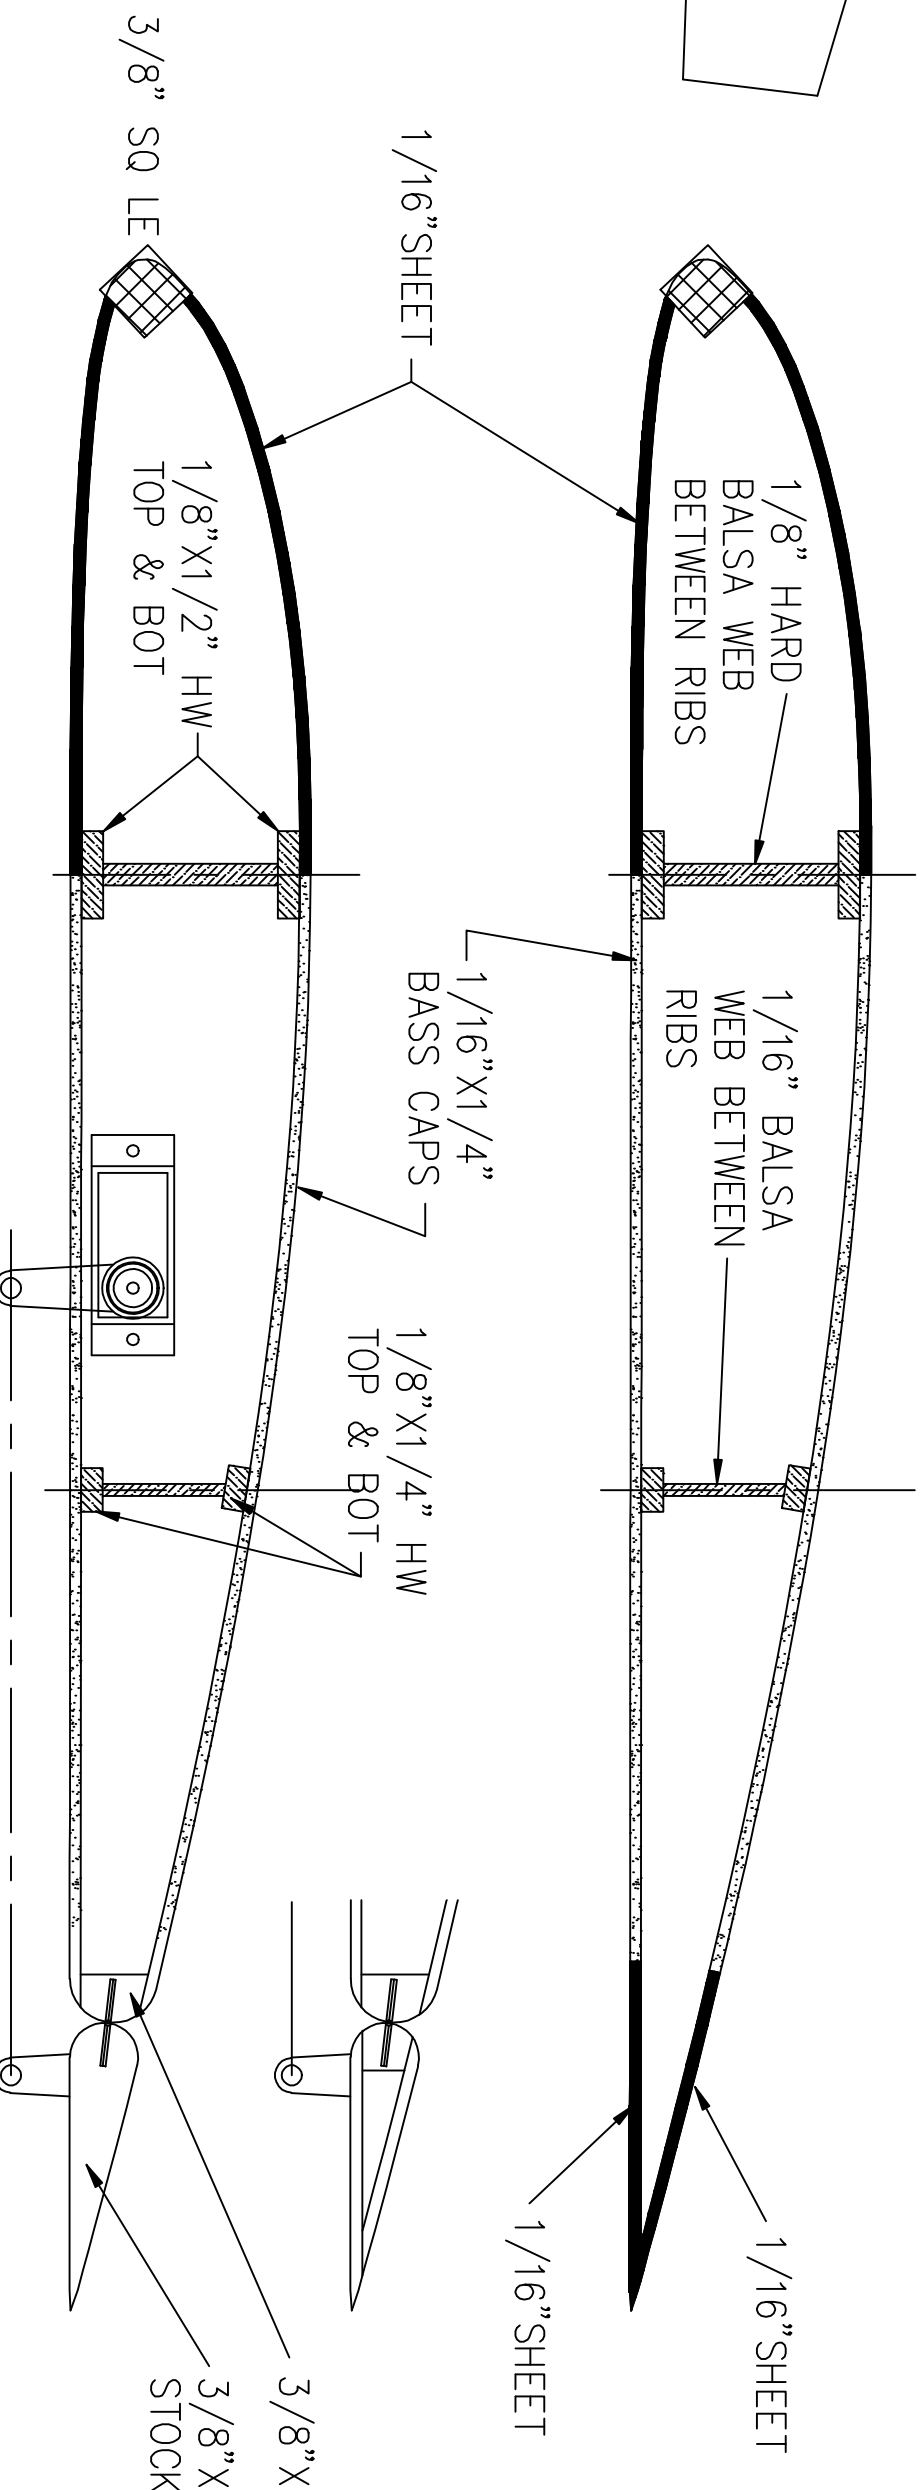 3/8” SQ LE
1/16”SHEET
1/8” HARD
BALSA WEB
BETWEEN RIBS
1/8”X1/2” HW
TOP & BOT
1/16” BALSA
WEB BETWEEN
RIBS
1/16”X1/4”
BASS CAPS
1/8”X1/4” HW
TOP & BOT
1/16”SHEET
1/16”SHEET
3/8”X
3/8”X
STOCK